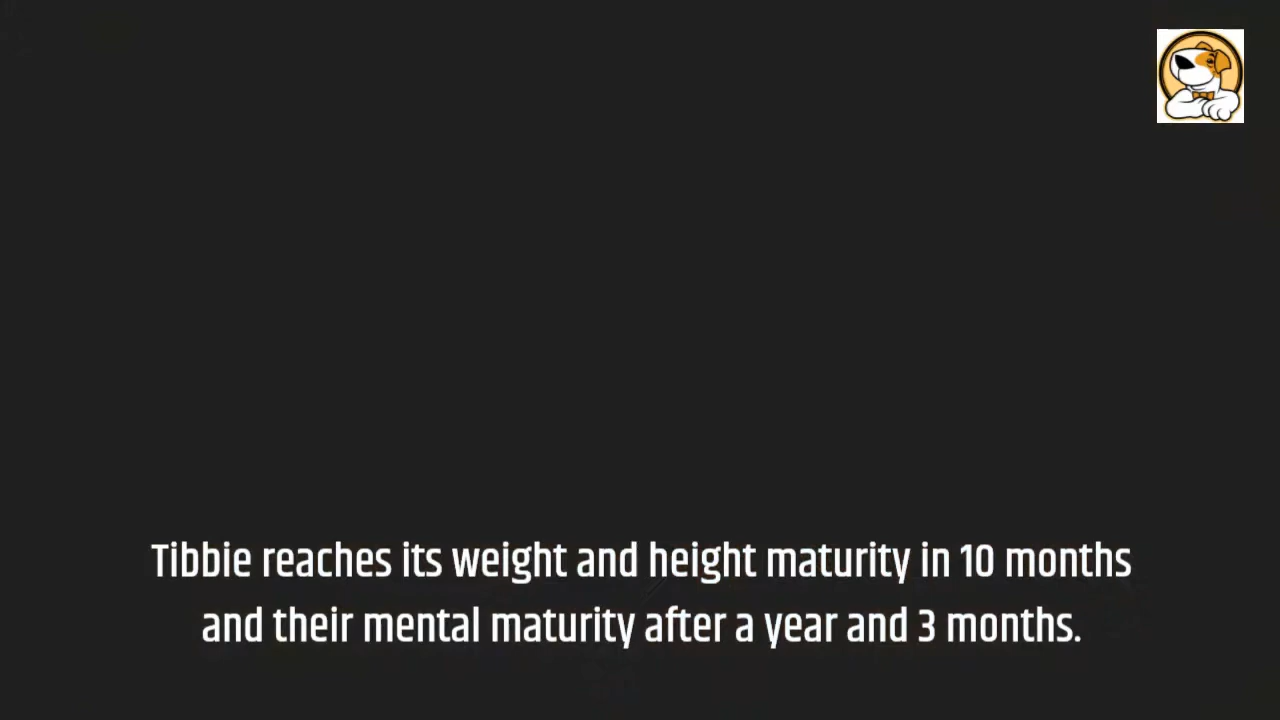 Tibbie reaches its weight and height maturity in 10 months
and their mental maturity after a year and 3 months.